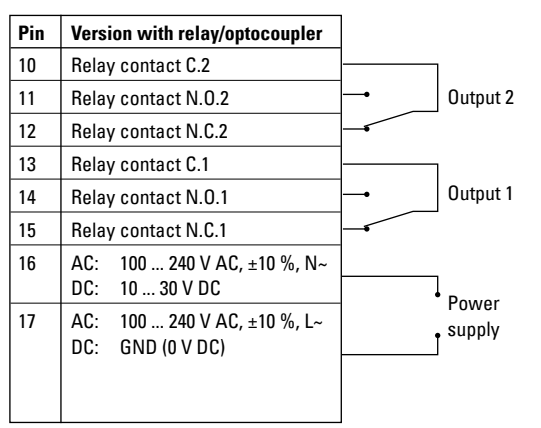 Pin Version with relay/optocoupler
10 Relay contact C.2
11 Relay contact N.O.2 Output 2
12 Relay contact N.C.2
13 Relay contact C.1
14 Relay contact N.O.1 Output 1
15 Relay contact N.C.1
16 AC: 100 ... 240 V AC, ±10 %, N~
DC: 10 ... 30 V DC
Power
17 AC: 100 ... 240 V AC, ±10 %, L~
supply
DC: GND (0 V DC)